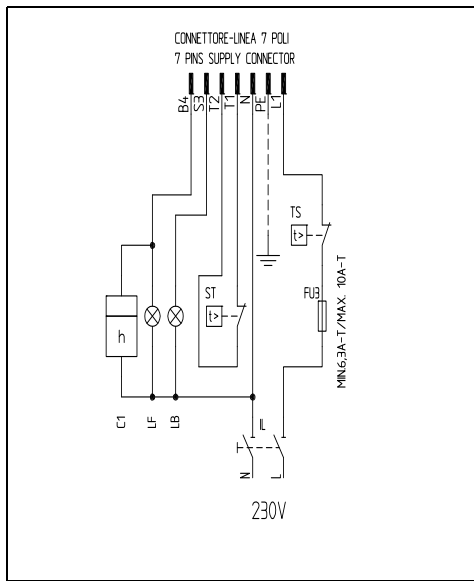 CONNETTORE-LINEA 7 POLI
7 PINS SUPPLY CONNECTOR
B4
S3
T2
T1
N
PE
L1
TS
t>
ST
t>
FU3
MIN.6,3A-T/MAX. 10A-T
h
C1
LF
LB
IL
N
L
230V